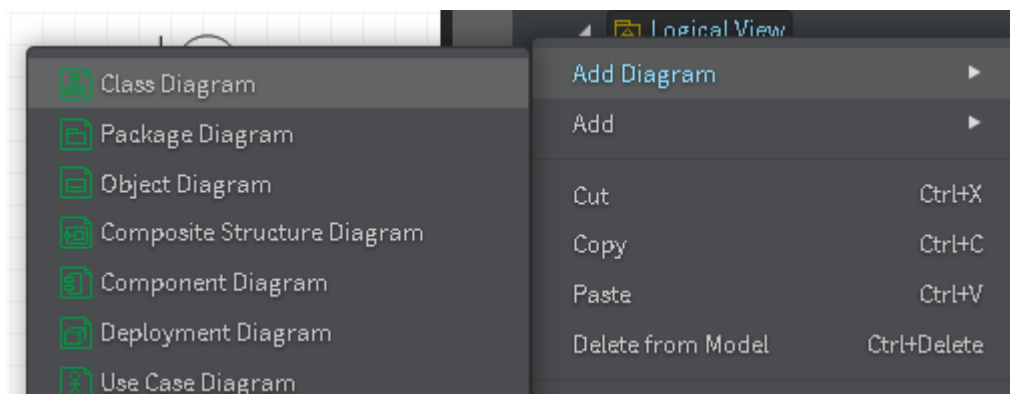 Logical View
Class Diagram
Package Diagram
Object Diagram
Composite Structure Diagram
Component Diagram
Deployment Diagram
Use Case Diagram
Add Diagram
Add
Cut Ctrl+X
Copy Ctrl+C
Paste Ctrl+V
Delete from Model Ctrl+Delete